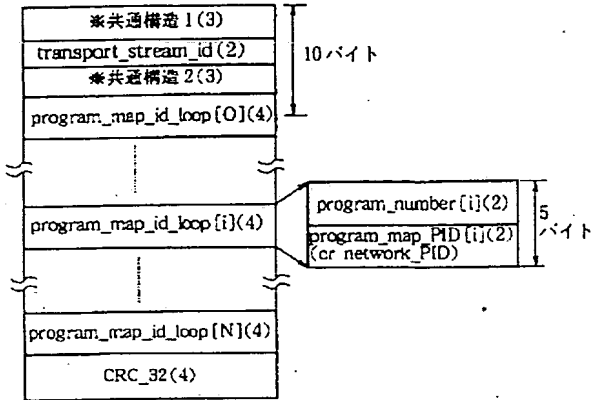 ※共通構造1(3)
transport_stream_id(2)
※共通構造2(3)
program_map_id_loop[0](4)
10バイト
program_map_id_loop[i](4)
program_number[i](2)
program_map_PID[i](2)
(or network_PID)
5
バイト
program_map_id_loop[N](4)
CRC_32(4)